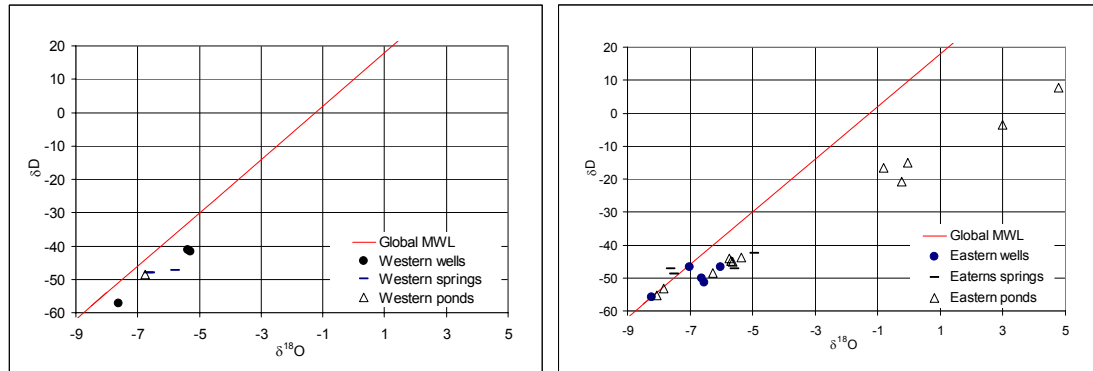 20
10
0
-10
-20
-30
-40
-50
-60
δD
Global MWL
Western wells
Western springs
Western ponds
-9 -7 -5 -3 -1 1 3 5
δ¹⁸O
20
10
0
-10
-20
-30
-40
-50
-60
δD
Global MWL
Eastern wells
Eaterns springs
Eastern ponds
-9 -7 -5 -3 -1 1 3 5
δ¹⁸O